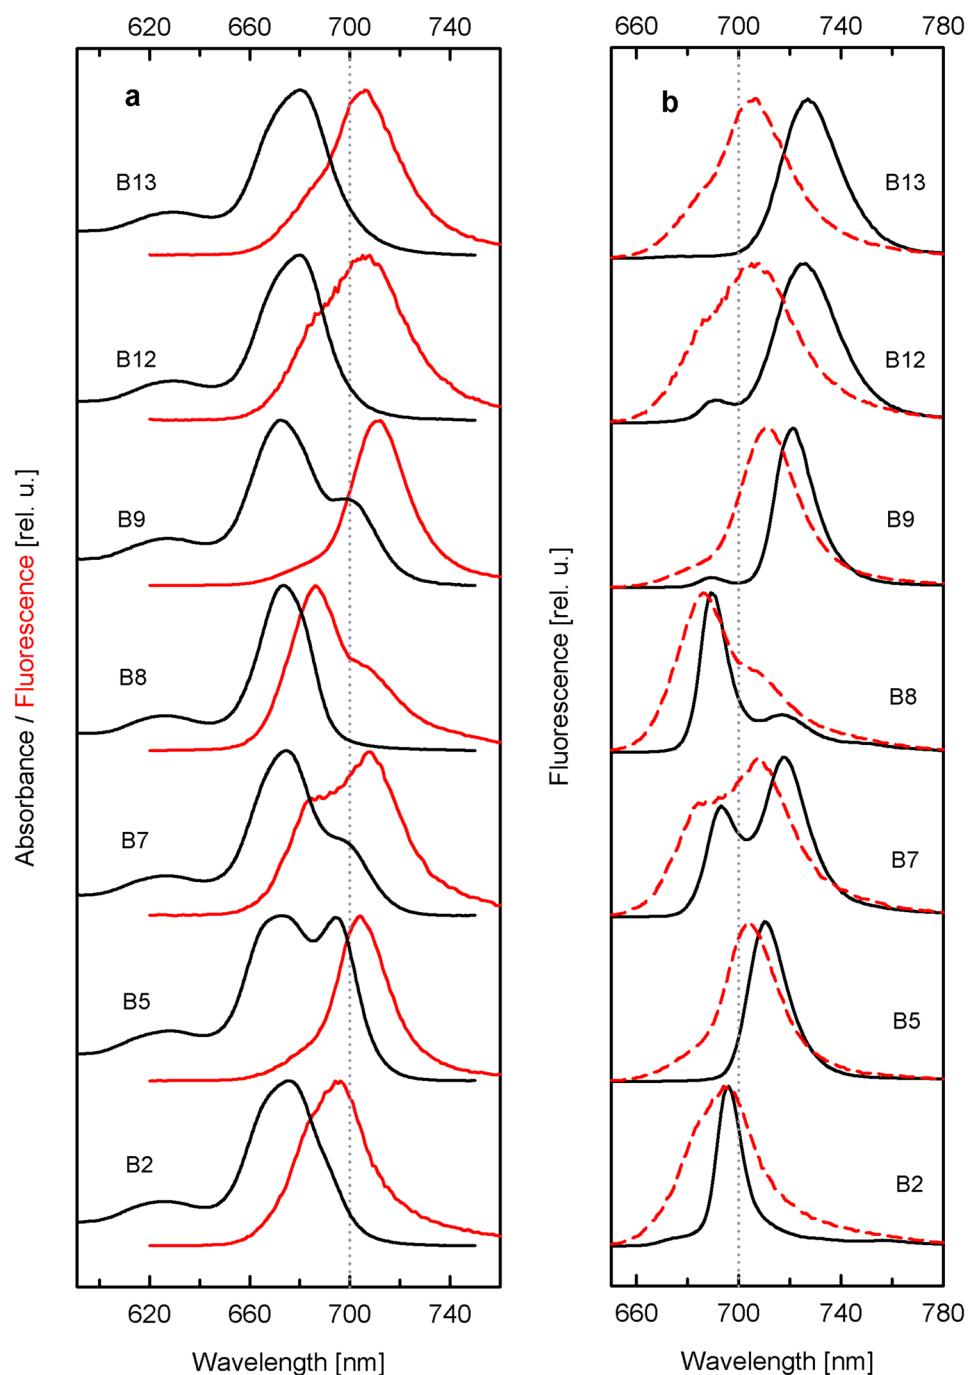 620 660 700 740
660 700 740 780
a
b
B13
B13
B12
B12
B9
B9
B8
B8
B7
B7
B5
B5
B2
B2
Absorbance / Fluorescence [rel. u.]
Fluorescence [rel. u.]
620 660 700 740
660 700 740 780
Wavelength [nm]
Wavelength [nm]